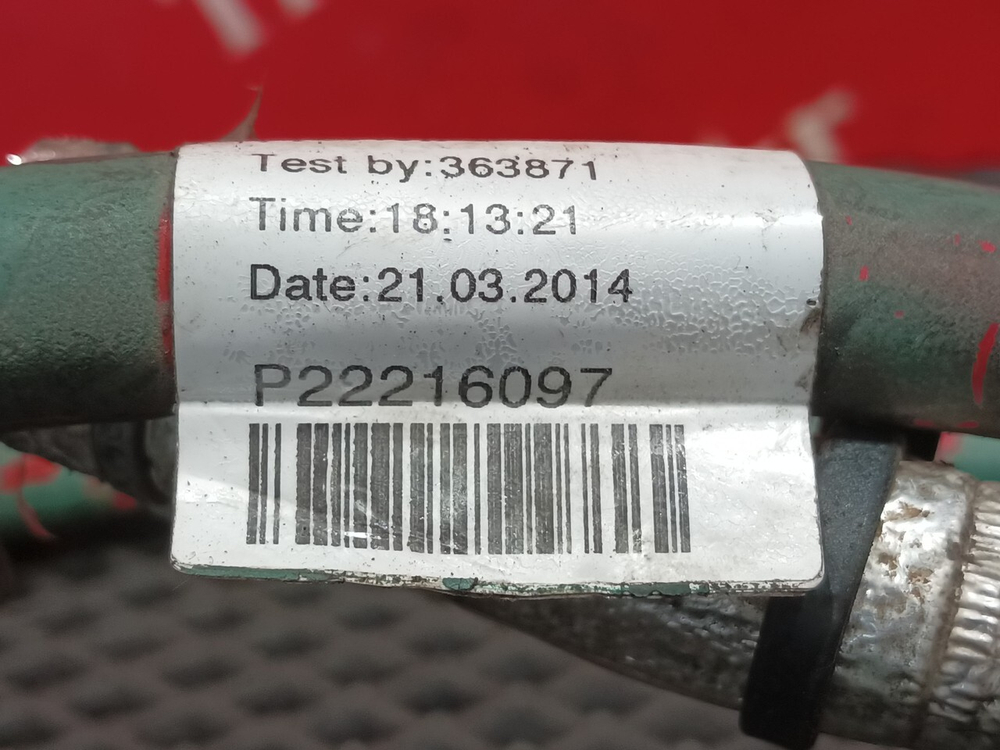 Test by:363871
Time:18:13:21
Date:21.03.2014
P22216097